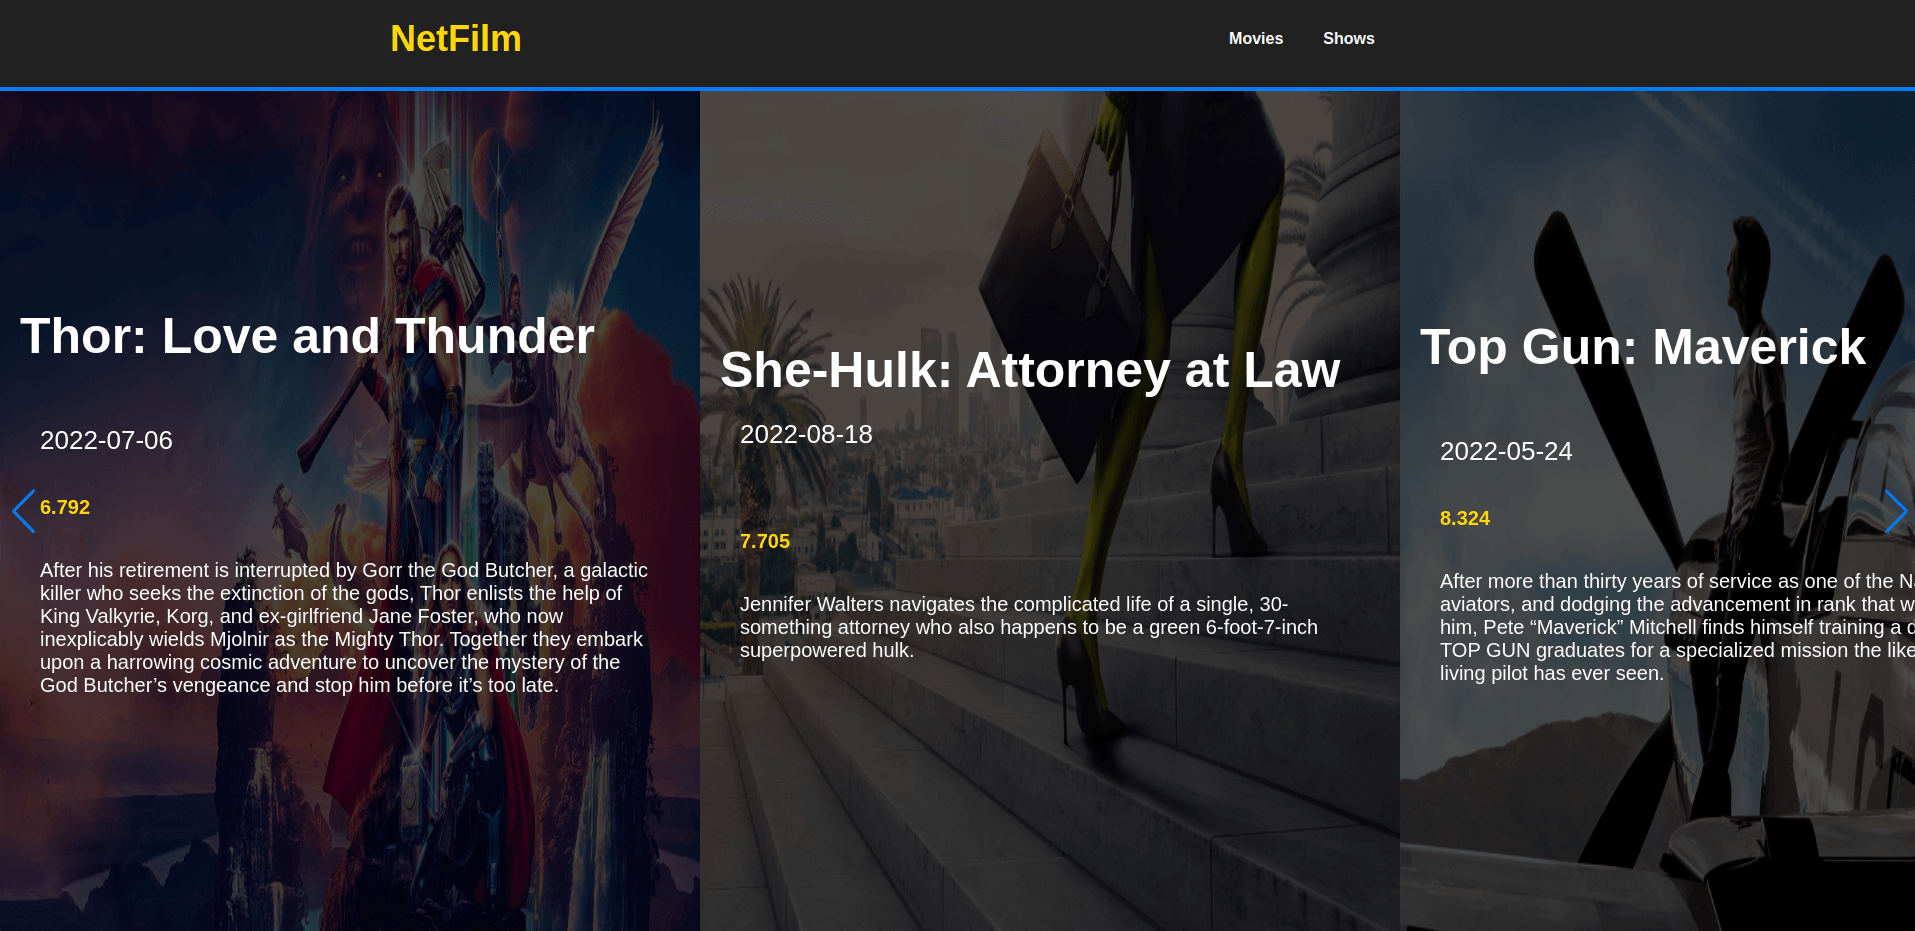 NetFilm
Movies
Shows
Thor: Love and Thunder
2022-07-06
6.792
After his retirement is interrupted by Gorr the God Butcher, a galactic
killer who seeks the extinction of the gods, Thor enlists the help of
King Valkyrie, Korg, and ex-girlfriend Jane Foster, who now
inexplicably wields Mjolnir as the Mighty Thor. Together they embark
upon a harrowing cosmic adventure to uncover the mystery of the
God Butcher’s vengeance and stop him before it’s too late.
She-Hulk: Attorney at Law
2022-08-18
7.705
Jennifer Walters navigates the complicated life of a single, 30-
something attorney who also happens to be a green 6-foot-7-inch
superpowered hulk.
Top Gun: Maverick
2022-05-24
8.324
After more than thirty years of service as one of the
aviators, and dodging the advancement in rank that
him, Pete “Maverick” Mitchell finds himself training a
TOP GUN graduates for a specialized mission the like
living pilot has ever seen.